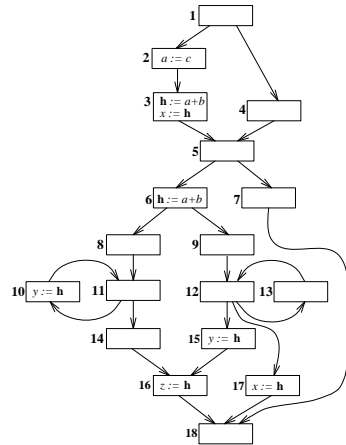 1
2 a := c
3 h := a+b
x := h
4
5
6 h := a+b
7
8
9
10 y := h
11
12
13
14
15 y := h
16 z := h
17 x := h
18